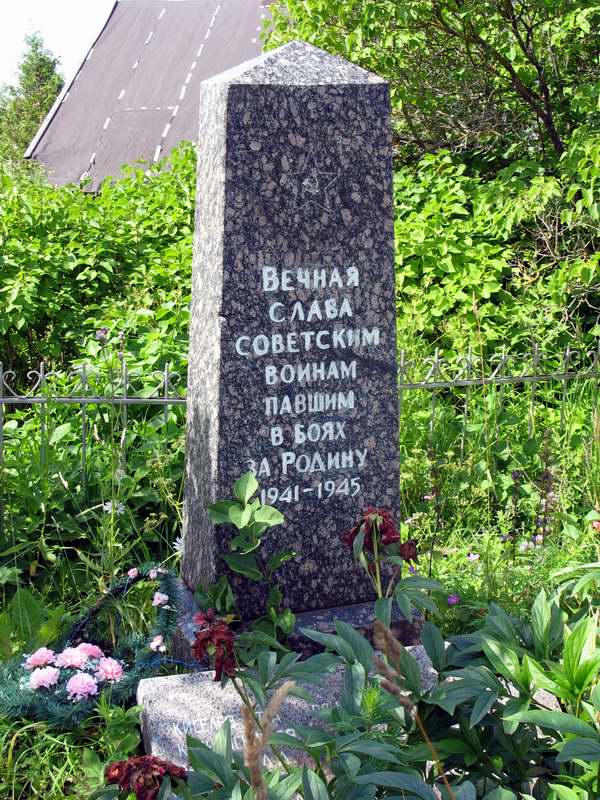 Вечная
слава
советским
воинам
павшим
в боях
за Родину
1941-1945